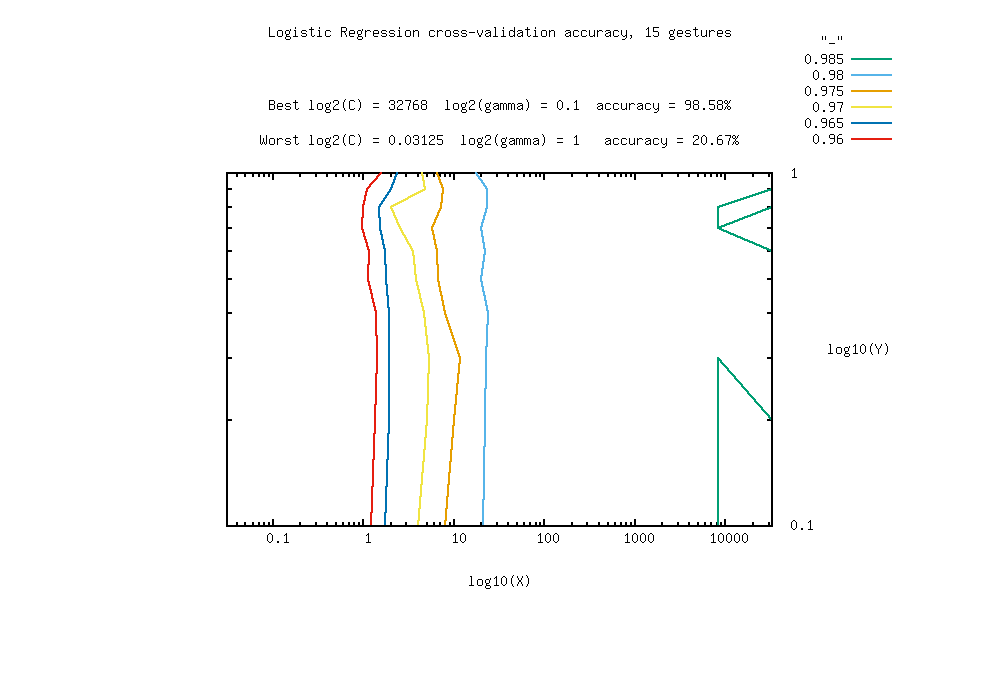 Logistic Regression cross-validation accuracy, 15 gestures
"_"
0.985
0.98
0.975
0.97
0.965
0.96
Best log2(C) = 32768  log2(gamma) = 0.1  accuracy = 98.58%
Worst log2(C) = 0.03125  log2(gamma) = 1   accuracy = 20.67%
1
log10(Y)
0.1
0.1 1 10 100 1000 10000
log10(X)